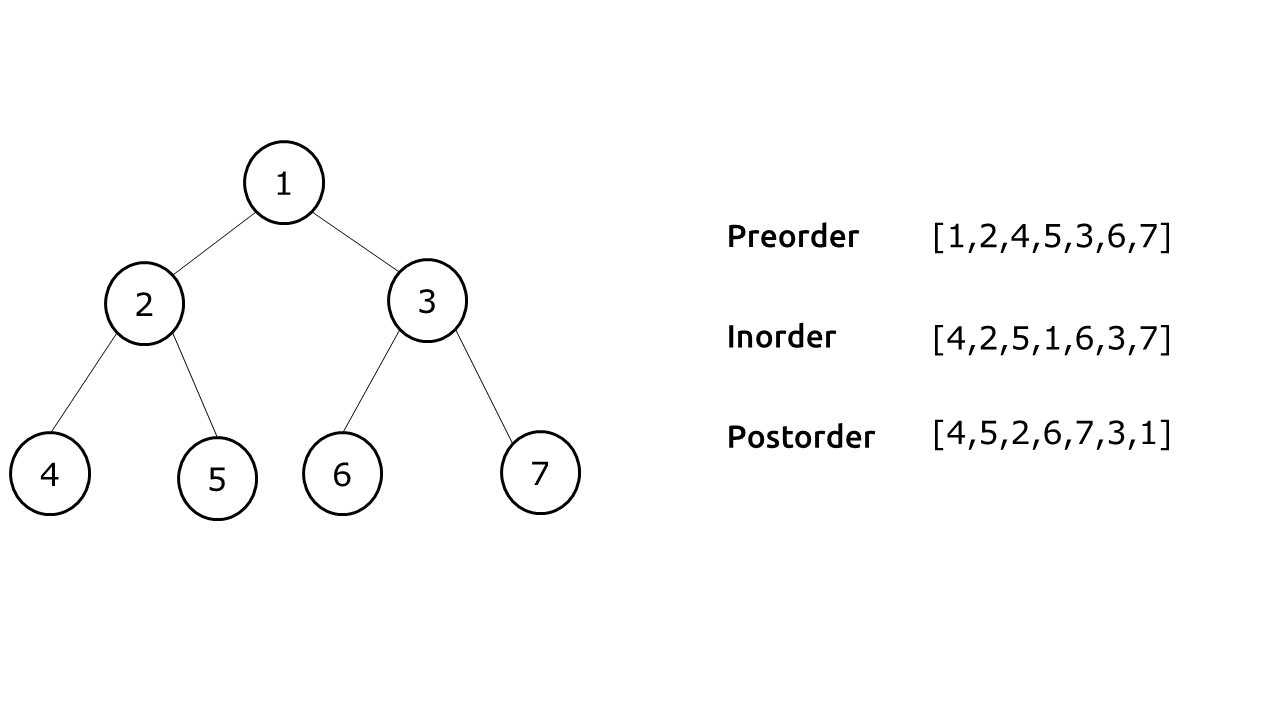 1
2
3
4
5
6
7
Preorder [1,2,4,5,3,6,7]
Inorder [4,2,5,1,6,3,7]
Postorder [4,5,2,6,7,3,1]